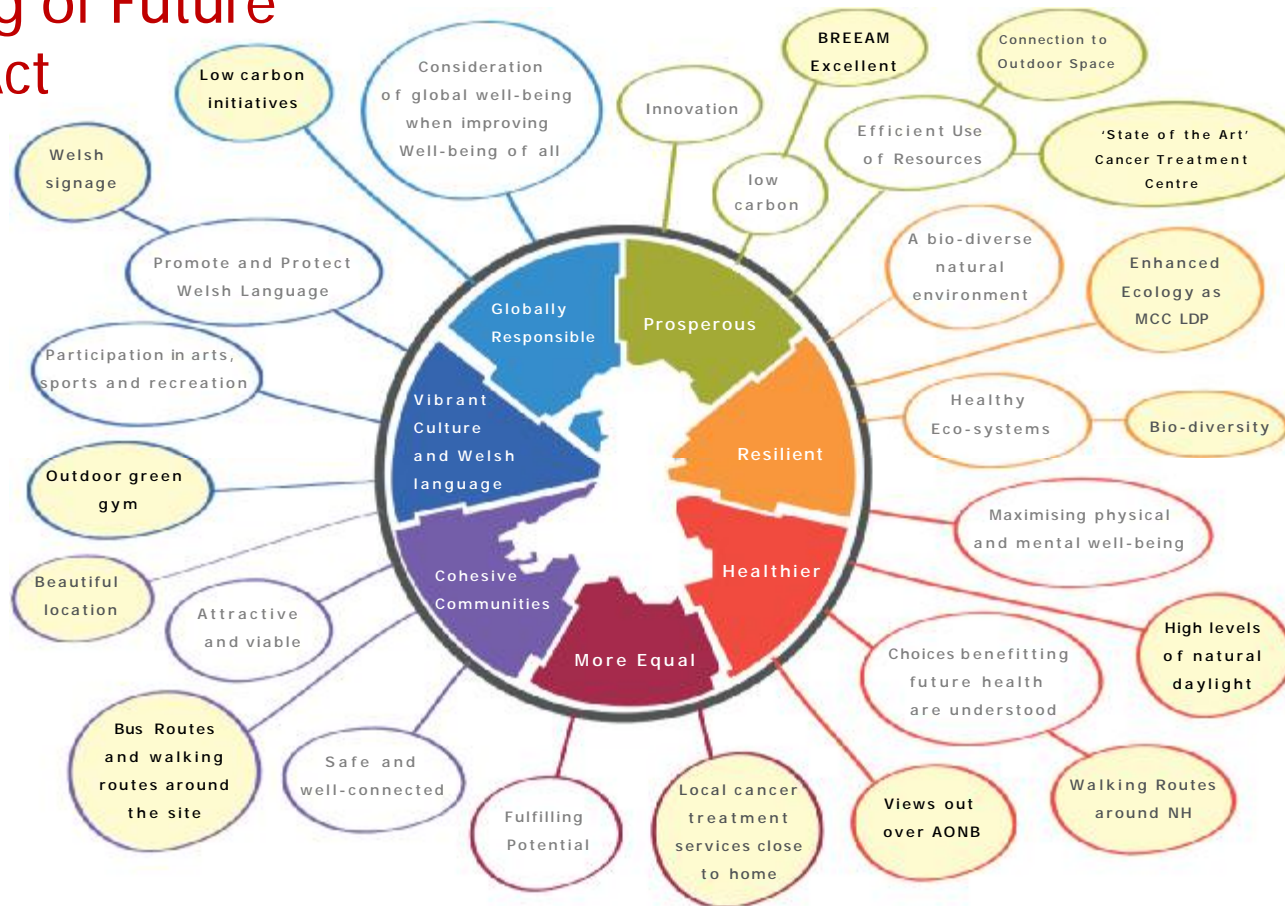 g of Future
Act
Low carbon
initiatives
Consideration
of global well-being
when improving
Well-being of all
Innovation
BREEAM
Excellent
Connection to
Outdoor Space
Efficient Use
of Resources
'State of the Art'
Cancer Treatment
Centre
low
carbon
Welsh
signage
Promote and Protect
Welsh Language
A bio-diverse
natural
environment
Enhanced
Ecology as
MCC LDP
Globally
Responsible
Prosperous
Participation in arts,
sports and recreation
Vibrant
Culture
and Welsh
language
Resilient
Healthy
Eco-systems
Bio-diversity
Outdoor green
gym
Maximising physical
and mental well-being
Beautiful
location
Attractive
and viable
Cohesive
Communities
Healthier
More Equal
High levels
of natural
daylight
Choices benefitting
future health
are understood
Bus Routes
and walking
routes around
the site
Safe and
well-connected
Fulfilling
Potential
Local cancer
treatment
services close
to home
Views out
over AONB
Walking Routes
around NH